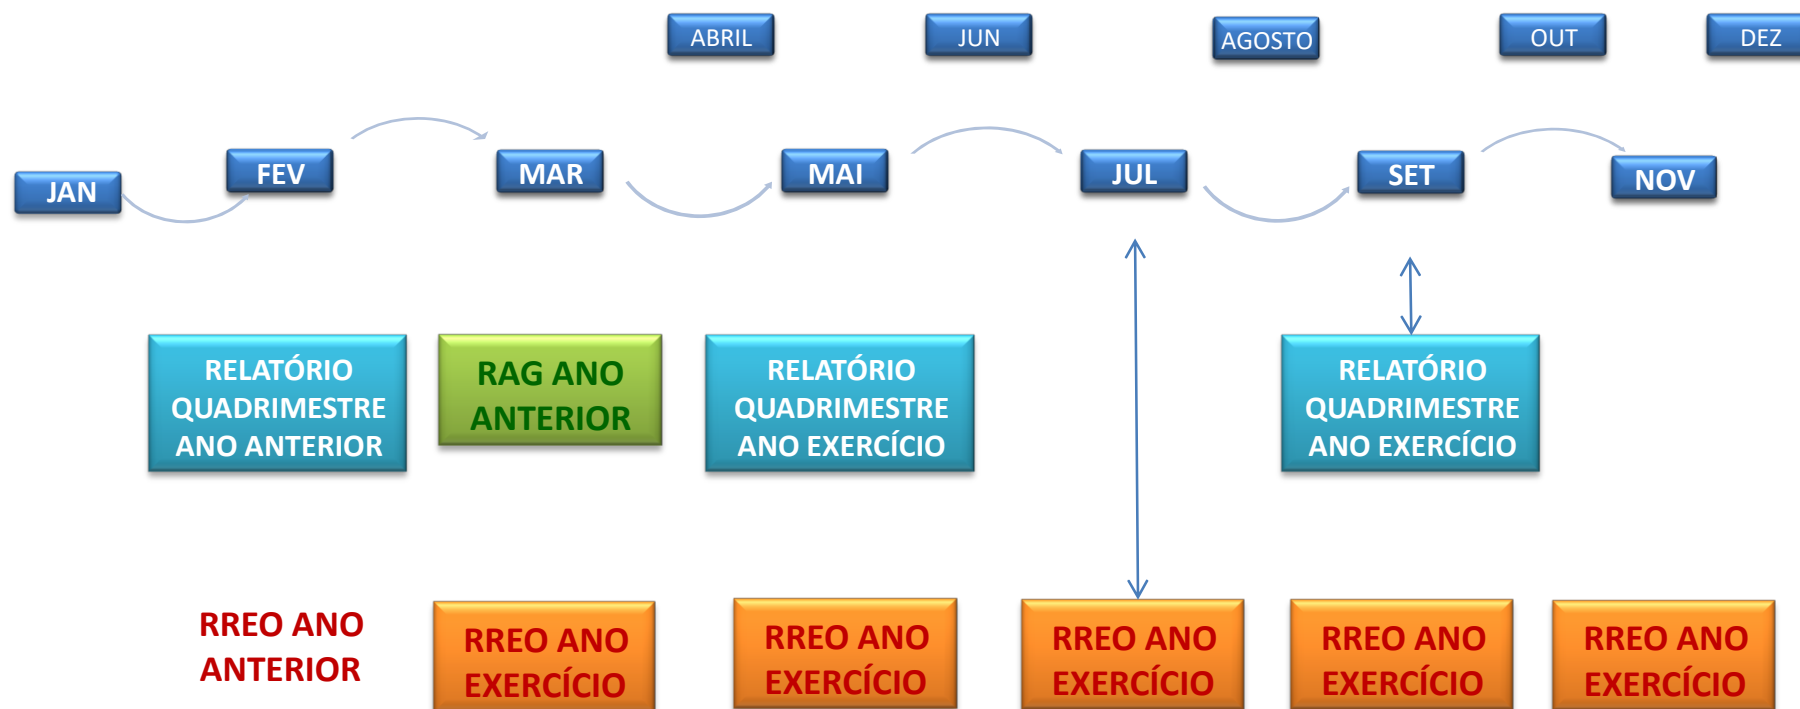 ABRIL
JUN
AGOSTO
OUT
DEZ
JAN
FEV
MAR
MAI
JUL
SET
NOV
RELATÓRIO
QUADRIMESTRE
ANO ANTERIOR
RAG ANO
ANTERIOR
RELATÓRIO
QUADRIMESTRE
ANO EXERCÍCIO
RELATÓRIO
QUADRIMESTRE
ANO EXERCÍCIO
RREO ANO
ANTERIOR
RREO ANO
EXERCÍCIO
RREO ANO
EXERCÍCIO
RREO ANO
EXERCÍCIO
RREO ANO
EXERCÍCIO
RREO ANO
EXERCÍCIO